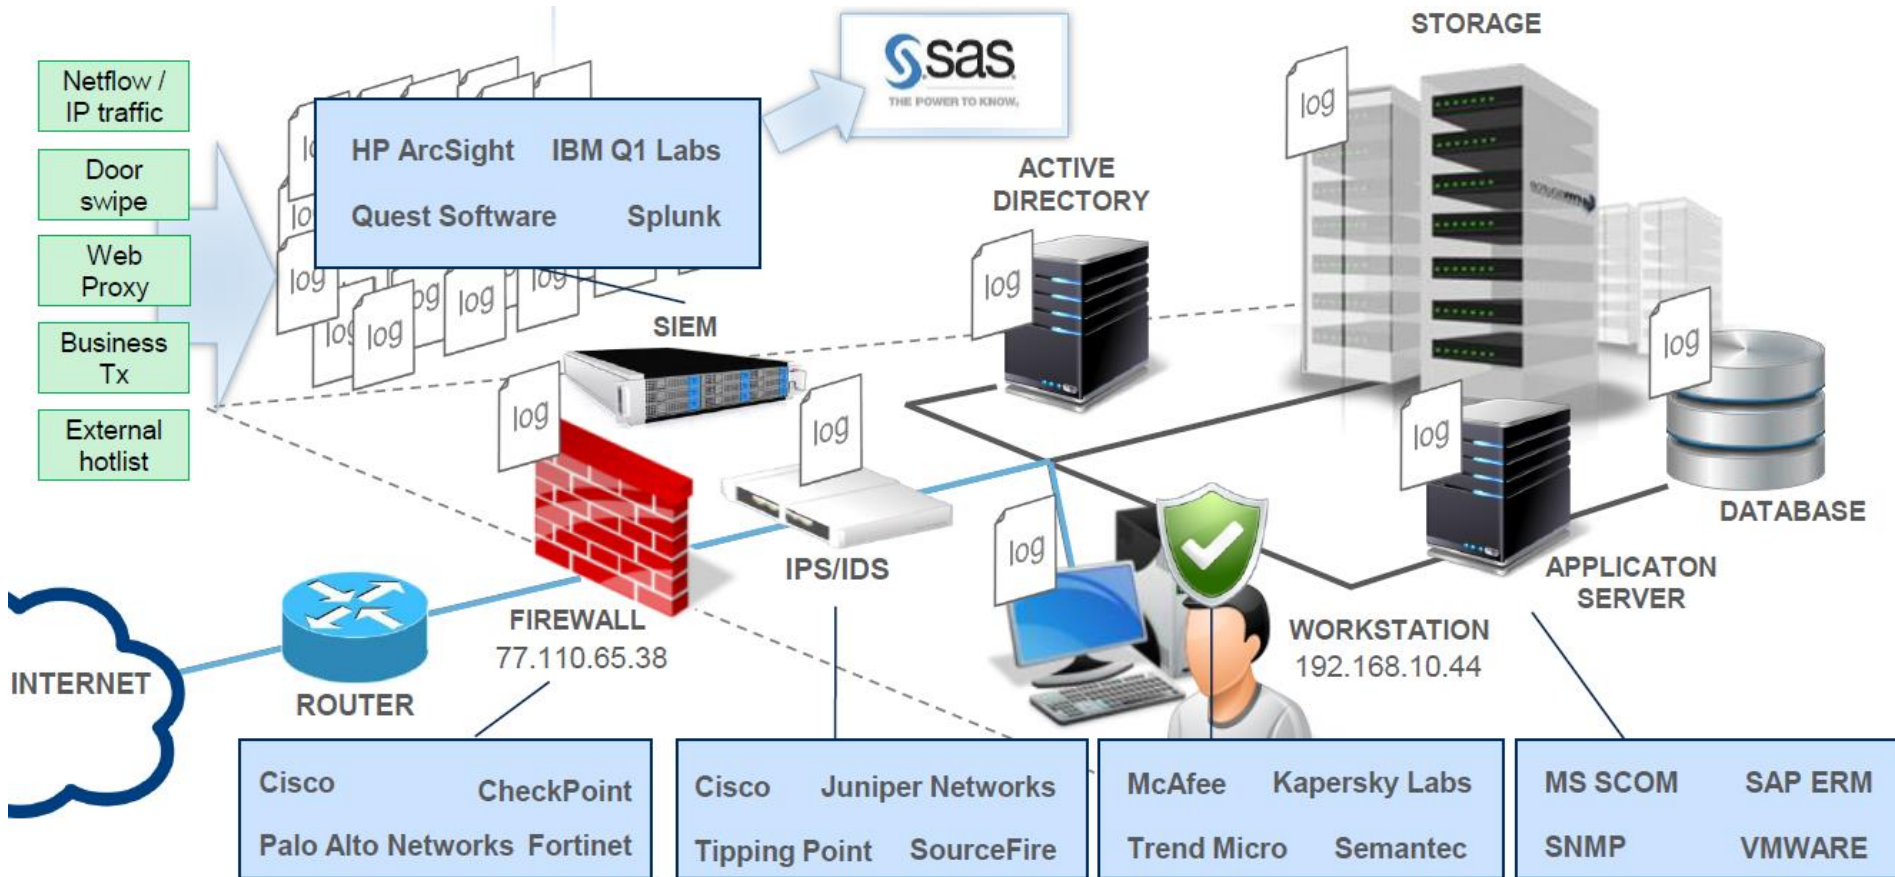 Netflow /
IP traffic
Door
swipe
Web
Proxy
Business
Tx
External
hotlist
HP ArcSight
IBM Q1 Labs
Quest Software
Splunk
sas
THE POWER TO KNOW.
STORAGE
ACTIVE
DIRECTORY
SIEM
log
log
log
log
log
log
log
log
log
log
log
log
log
log
DATABASE
IPS/IDS
APPLICATON
SERVER
FIREWALL
77.110.65.38
WORKSTATION
192.168.10.44
INTERNET
ROUTER
Cisco
CheckPoint
Palo Alto Networks
Fortinet
Cisco
Juniper Networks
Tipping Point
SourceFire
McAfee
Kapersky Labs
Trend Micro
Semantec
MS SCOM
SAP ERM
SNMP
VMWARE